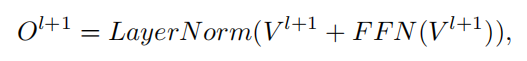 O^{l+1} = LayerNorm(V^{l+1} + FFN(V^{l+1})),